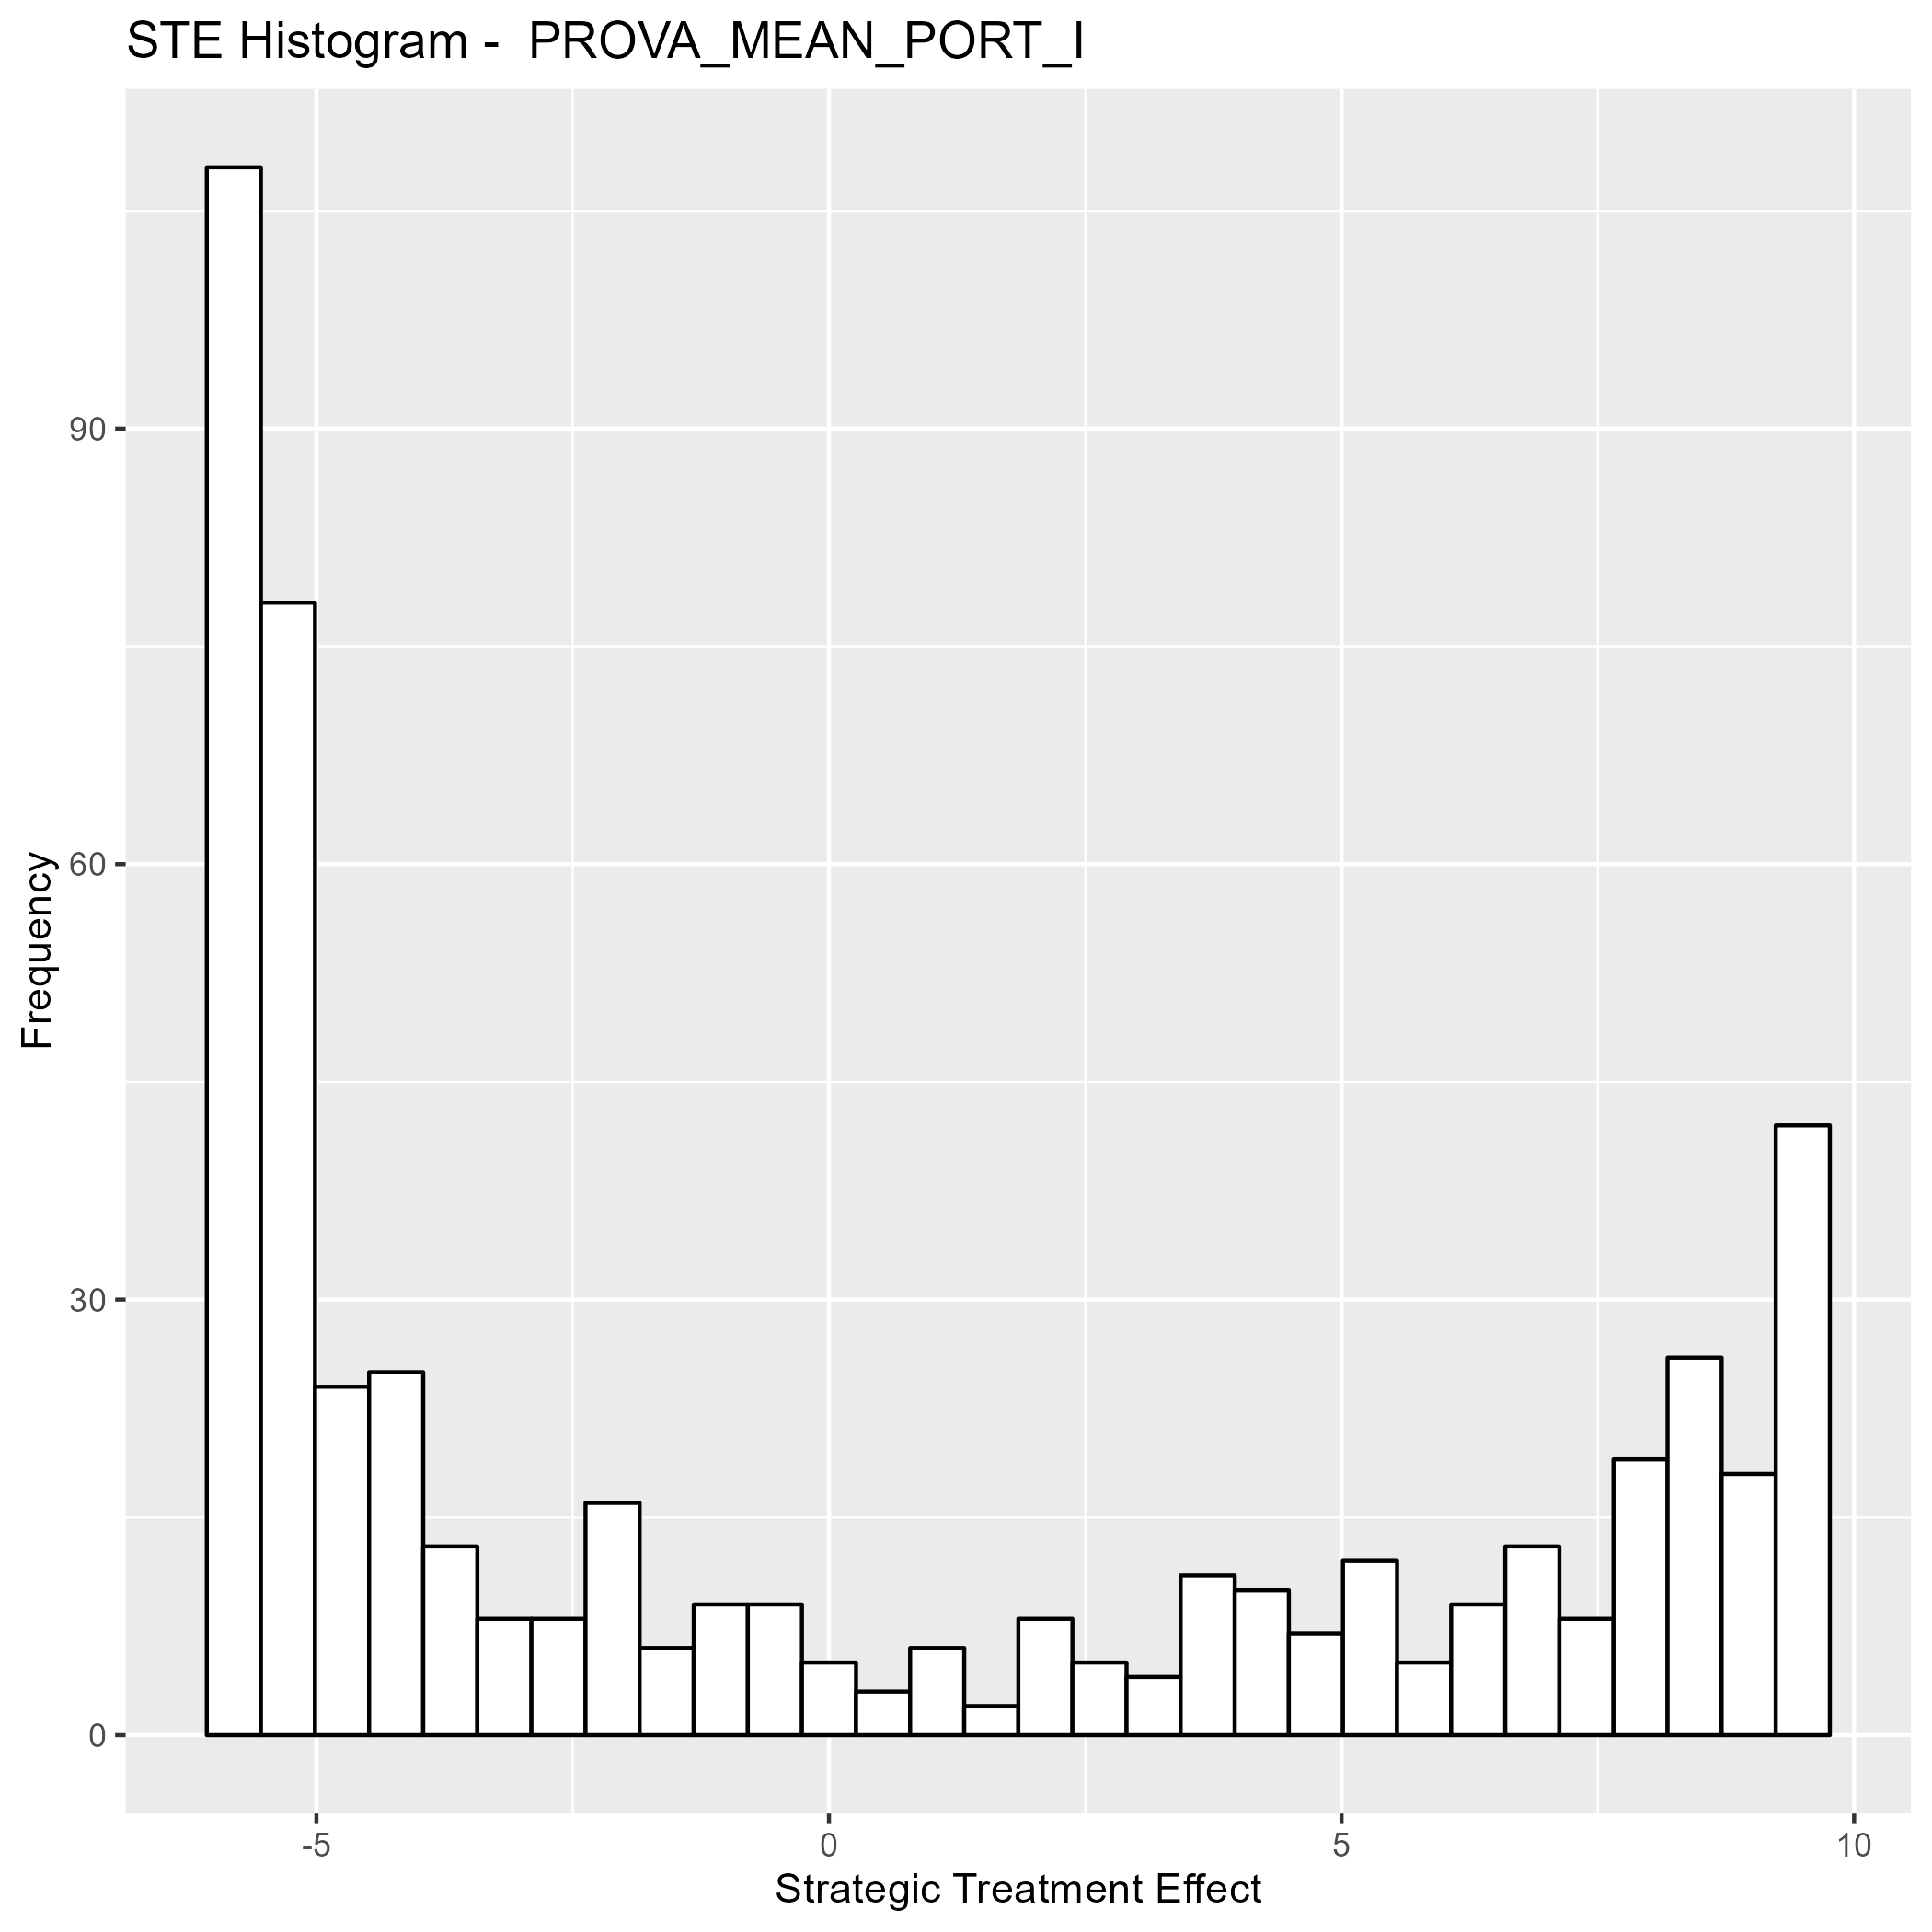 STE Histogram -  PROVA_MEAN_PORT_I
90
60
30
0
Frequency
-5
0
5
10
Strategic Treatment Effect